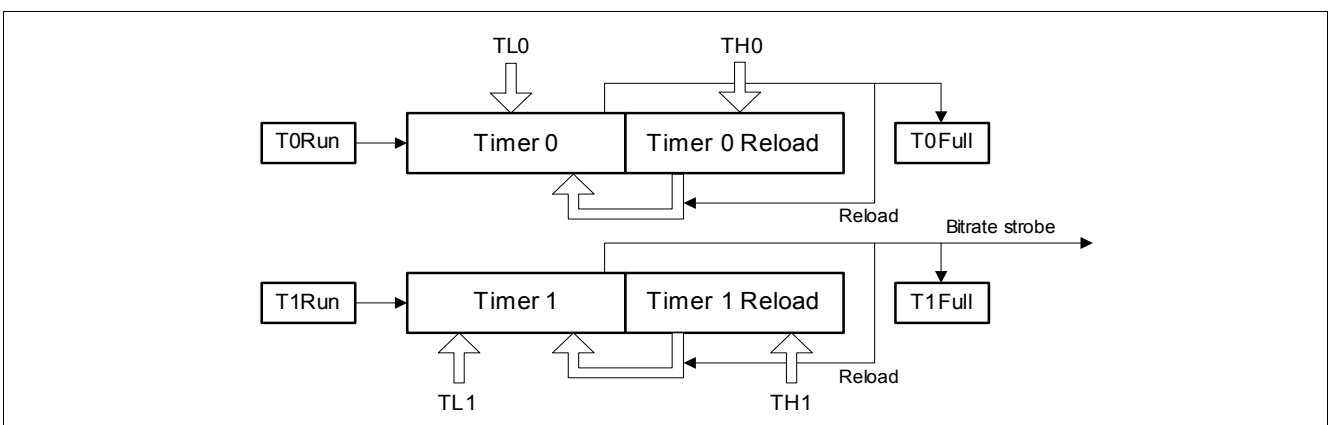 TL0 TH0
T0Run Timer 0 Timer 0 Reload T0Full
Reload
Bitrate strobe
T1Run Timer 1 Timer 1 Reload T1Full
Reload
TL1 TH1